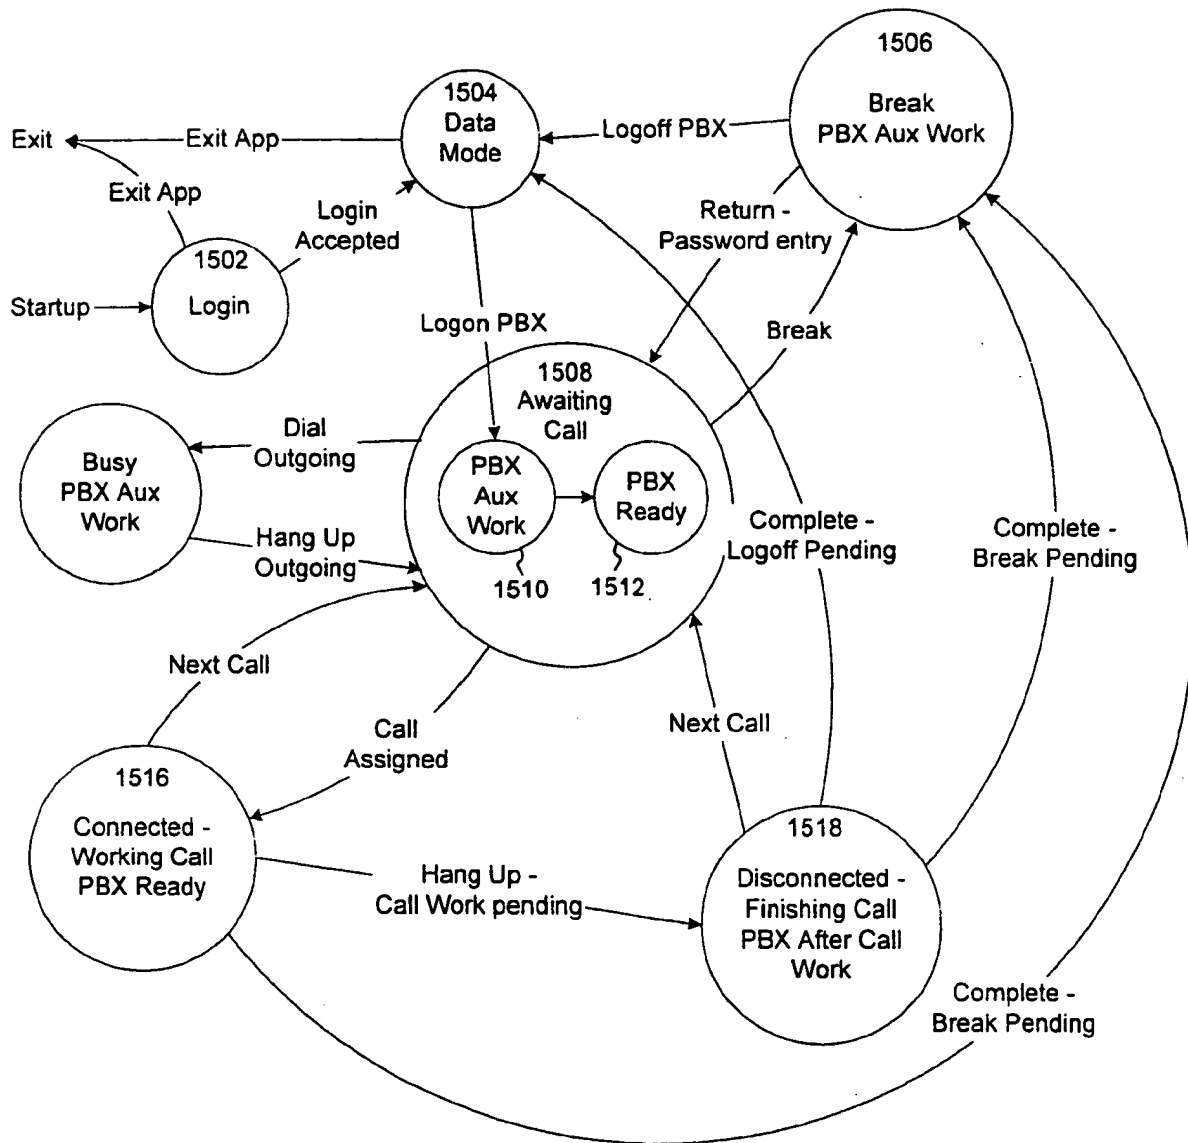 1506
Break
PBX Aux Work
1504
Data
Mode
Logoff PBX
Exit
Exit App
Exit App
Login
Accepted
Return -
Password entry
1502
Login
Startup
Logon PBX
Break
1508
Awaiting
Call
Dial
Outgoing
Busy
PBX Aux
Work
PBX
Aux
Work
PBX
Ready
Complete -
Logoff Pending
Complete -
Break Pending
Hang Up
Outgoing
1510
1512
Next Call
Next Call
Call
Assigned
1516
Connected -
Working Call
PBX Ready
Hang Up -
Call Work pending
1518
Disconnected -
Finishing Call
PBX After Call
Work
Complete -
Break Pending